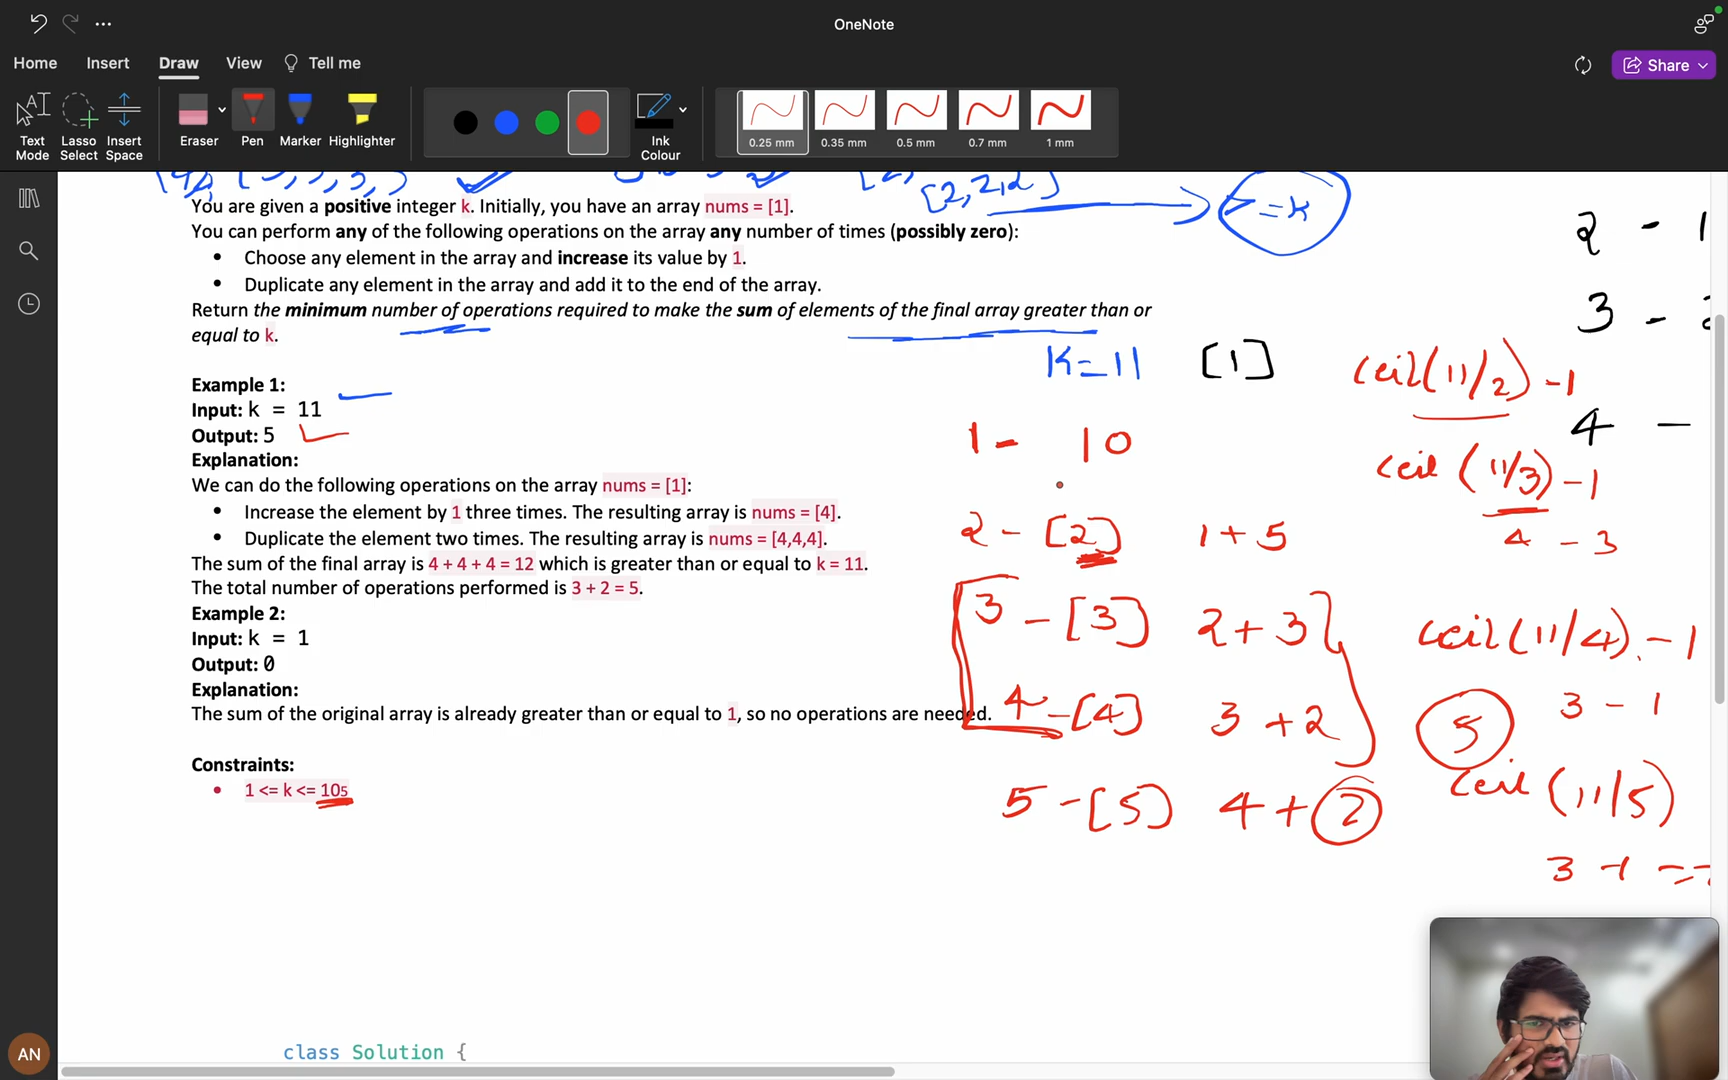 OneNote
Home Insert Draw View Tell me
Share
Text Mode
Lasso Select
Insert Space
Eraser
Pen
Marker
Highlighter
Ink Colour
0.25 mm
0.35 mm
0.5 mm
0.7 mm
1 mm
[2,2,2]
= K
You are given a positive integer k. Initially, you have an array nums = [1].
You can perform any of the following operations on the array any number of times (possibly zero):
• Choose any element in the array and increase its value by 1.
• Duplicate any element in the array and add it to the end of the array.
Return the minimum number of operations required to make the sum of elements of the final array greater than or
equal to k.
Example 1:
Input: k = 11
Output: 5
Explanation:
We can do the following operations on the array nums = [1]:
• Increase the element by 1 three times. The resulting array is nums = [4].
• Duplicate the element two times. The resulting array is nums = [4,4,4].
The sum of the final array is 4 + 4 + 4 = 12 which is greater than or equal to k = 11.
The total number of operations performed is 3 + 2 = 5.
Example 2:
Input: k = 1
Output: 0
Explanation:
The sum of the original array is already greater than or equal to 1, so no operations are needed.
Constraints:
• 1 <= k <= 105
K=11 [1]
1 - 10
2 - [2] 1+5
3 - [3] 2+3
4 - [4] 3+2
5 - [5] 4+2
2 - 1
3 -
ceil(11/2) -1
4 -
ceil (11/3) -1
4 - 3
ceil(11/4) -1
5
3 - 1
ceil (11/5)
3 -1 =
class Solution {
AN